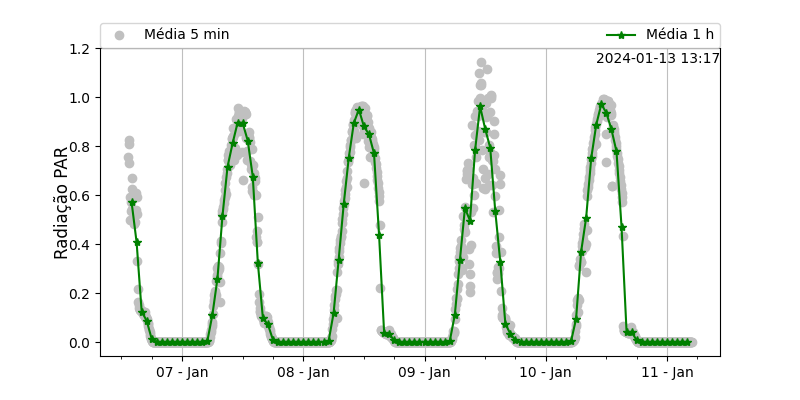 Média 5 min
Média 1 h
2024-01-13 13:17
Radiação PAR
1.2
1.0
0.8
0.6
0.4
0.2
0.0
07 - Jan
08 - Jan
09 - Jan
10 - Jan
11 - Jan